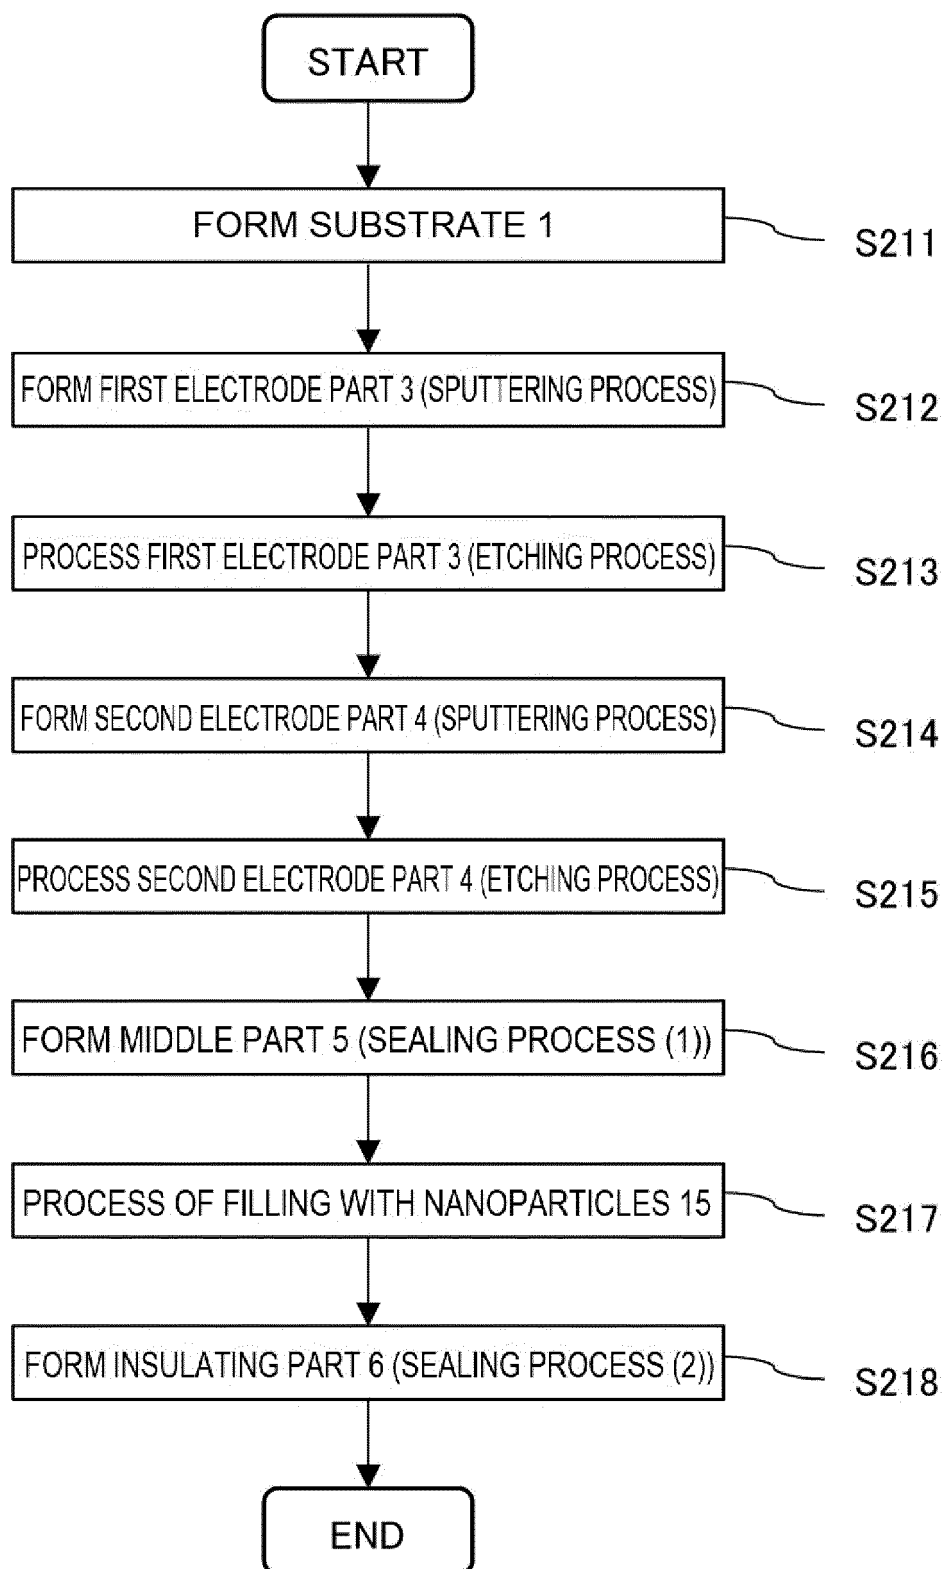 START
FORM SUBSTRATE 1
S211
FORM FIRST ELECTRODE PART 3 (SPUTTERING PROCESS)
S212
PROCESS FIRST ELECTRODE PART 3 (ETCHING PROCESS)
S213
FORM SECOND ELECTRODE PART 4 (SPUTTERING PROCESS)
S214
PROCESS SECOND ELECTRODE PART 4 (ETCHING PROCESS)
S215
FORM MIDDLE PART 5 (SEALING PROCESS (1))
S216
PROCESS OF FILLING WITH NANOPARTICLES 15
S217
FORM INSULATING PART 6 (SEALING PROCESS (2))
S218
END